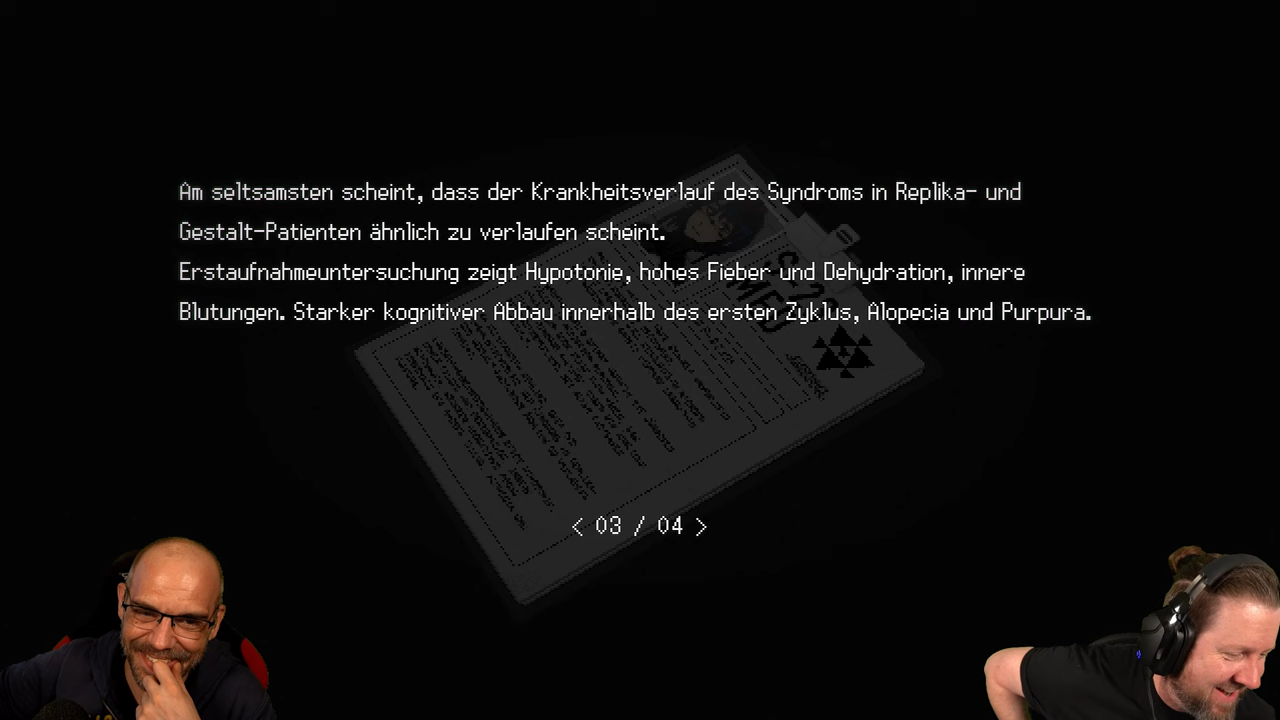 Am seltsamsten scheint, dass der Krankheitsverlauf des Syndroms in Replika- und
Gestalt-Patienten ähnlich zu verlaufen scheint.
Erstaufnahmeuntersuchung zeigt Hypotonie, hohes Fieber und Dehydration, innere
Blutungen. Starker kognitiver Abbau innerhalb des ersten Zyklus, Alopecia und Purpura.
< 03 / 04 >